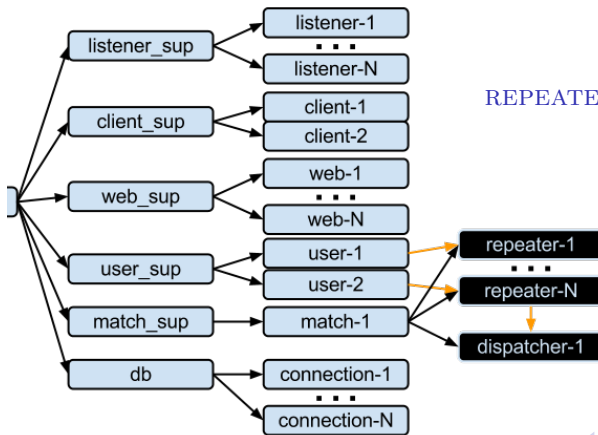 listener_sup
listener-1
...
listener-N
REPEATE
client_sup
client-1
client-2
web_sup
web-1
...
web-N
user_sup
user-1
user-2
repeater-1
...
repeater-N
match_sup
match-1
dispatcher-1
db
connection-1
...
connection-N